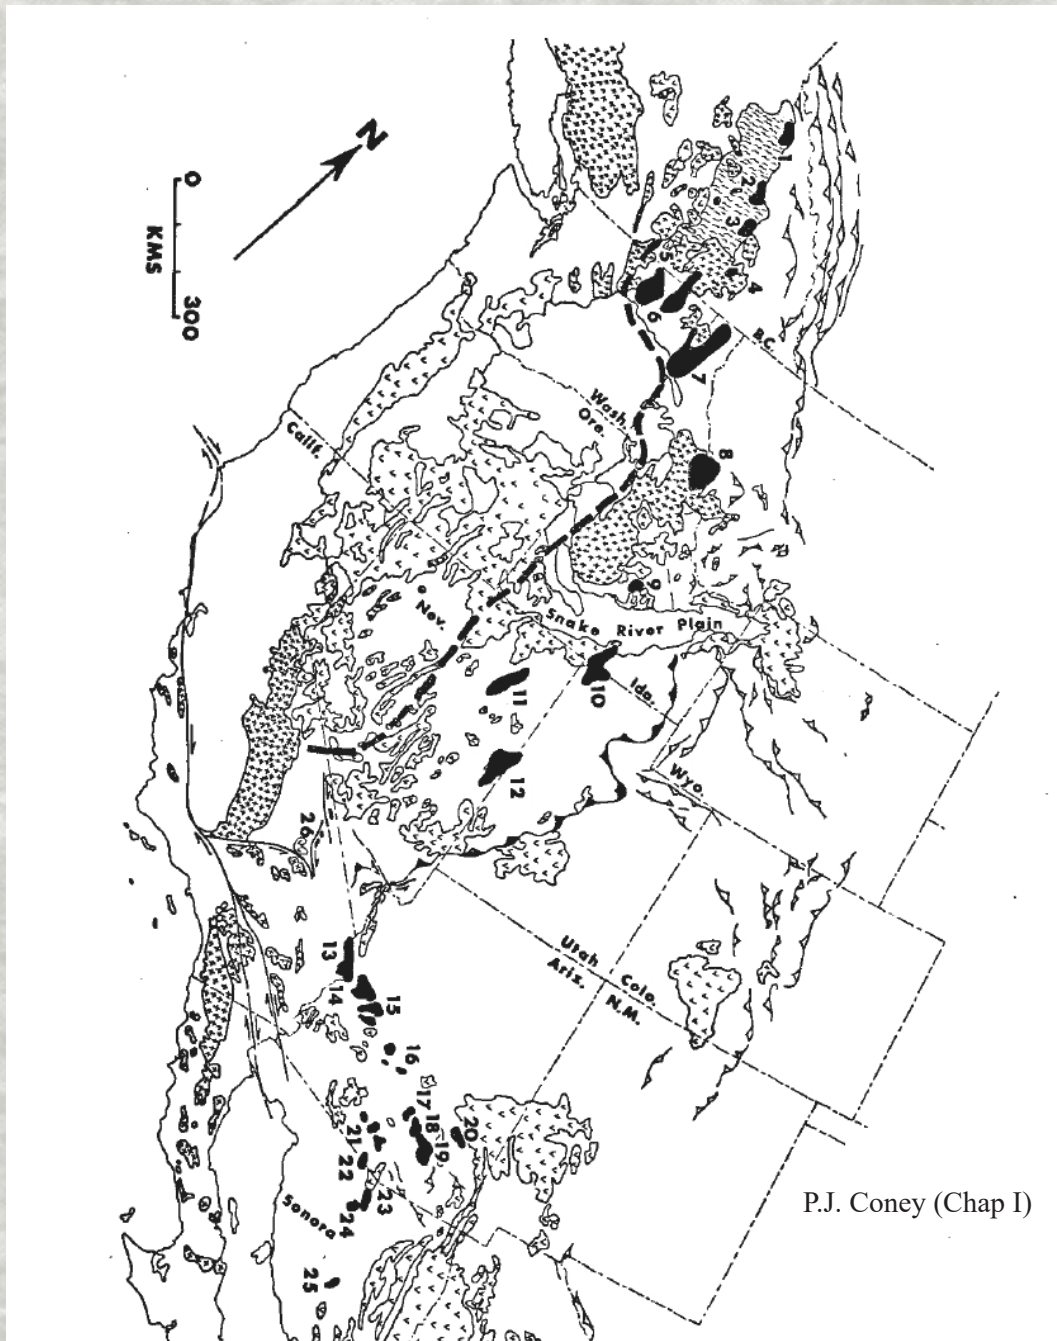 N
0
300
KMS
1
2
3
4
5
6
7
B.C.
Wash.
Ore.
8
Calif.
9
Nev.
Snake River Plain
Ida.
10
11
12
Wyo.
26
13
14
15
16
Utah
Colo.
Ariz.
N.M.
17
18
19
20
21
22
23
24
Sonora
25
P.J. Coney (Chap I)